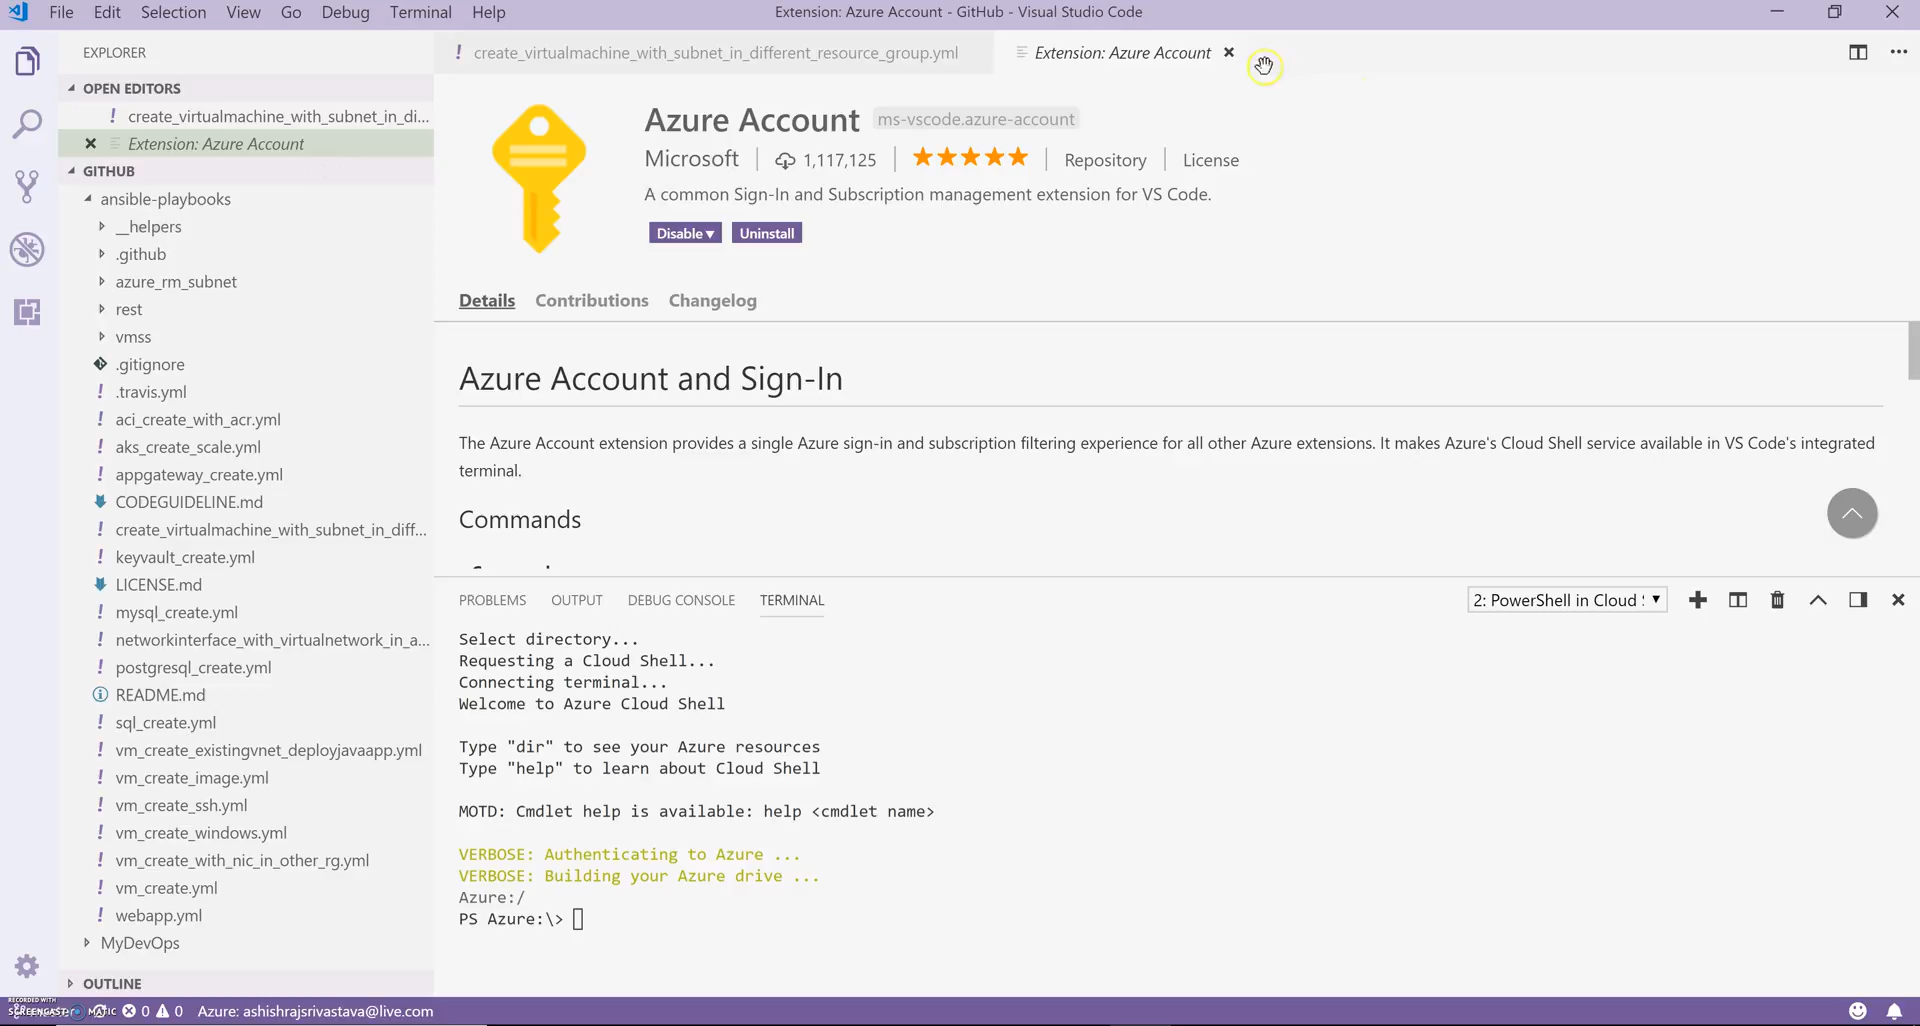 File Edit Selection View Go Debug Terminal Help
Extension: Azure Account - GitHub - Visual Studio Code
EXPLORER
OPEN EDITORS
! create_virtualmachine_with_subnet_in_di...
Extension: Azure Account
GITHUB
ansible-playbooks
__helpers
.github
azure_rm_subnet
rest
vmss
.gitignore
! .travis.yml
! aci_create_with_acr.yml
! aks_create_scale.yml
! appgateway_create.yml
CODEGUIDELINE.md
! create_virtualmachine_with_subnet_in_diff...
! keyvault_create.yml
LICENSE.md
! mysql_create.yml
! networkinterface_with_virtualnetwork_in_a...
! postgresql_create.yml
README.md
! sql_create.yml
! vm_create_existingvnet_deployjavaapp.yml
! vm_create_image.yml
! vm_create_ssh.yml
! vm_create_windows.yml
! vm_create_with_nic_in_other_rg.yml
! vm_create.yml
! webapp.yml
MyDevOps
OUTLINE
! create_virtualmachine_with_subnet_in_different_resource_group.yml
Extension: Azure Account
Azure Account ms-vscode.azure-account
Microsoft | 1,117,125 | Repository | License
A common Sign-In and Subscription management extension for VS Code.
Disable Uninstall
Details Contributions Changelog
Azure Account and Sign-In
The Azure Account extension provides a single Azure sign-in and subscription filtering experience for all other Azure extensions. It makes Azure's Cloud Shell service available in VS Code's integrated
terminal.
Commands
PROBLEMS OUTPUT DEBUG CONSOLE TERMINAL
2: PowerShell in Cloud
Select directory...
Requesting a Cloud Shell...
Connecting terminal...
Welcome to Azure Cloud Shell
Type "dir" to see your Azure resources
Type "help" to learn about Cloud Shell
MOTD: Cmdlet help is available: help <cmdlet name>
VERBOSE: Authenticating to Azure ...
VERBOSE: Building your Azure drive ...
Azure:/
PS Azure:\>
RECORDED WITH
SCREENCAST MATIC
0 0 Azure: ashishrajsrivastava@live.com